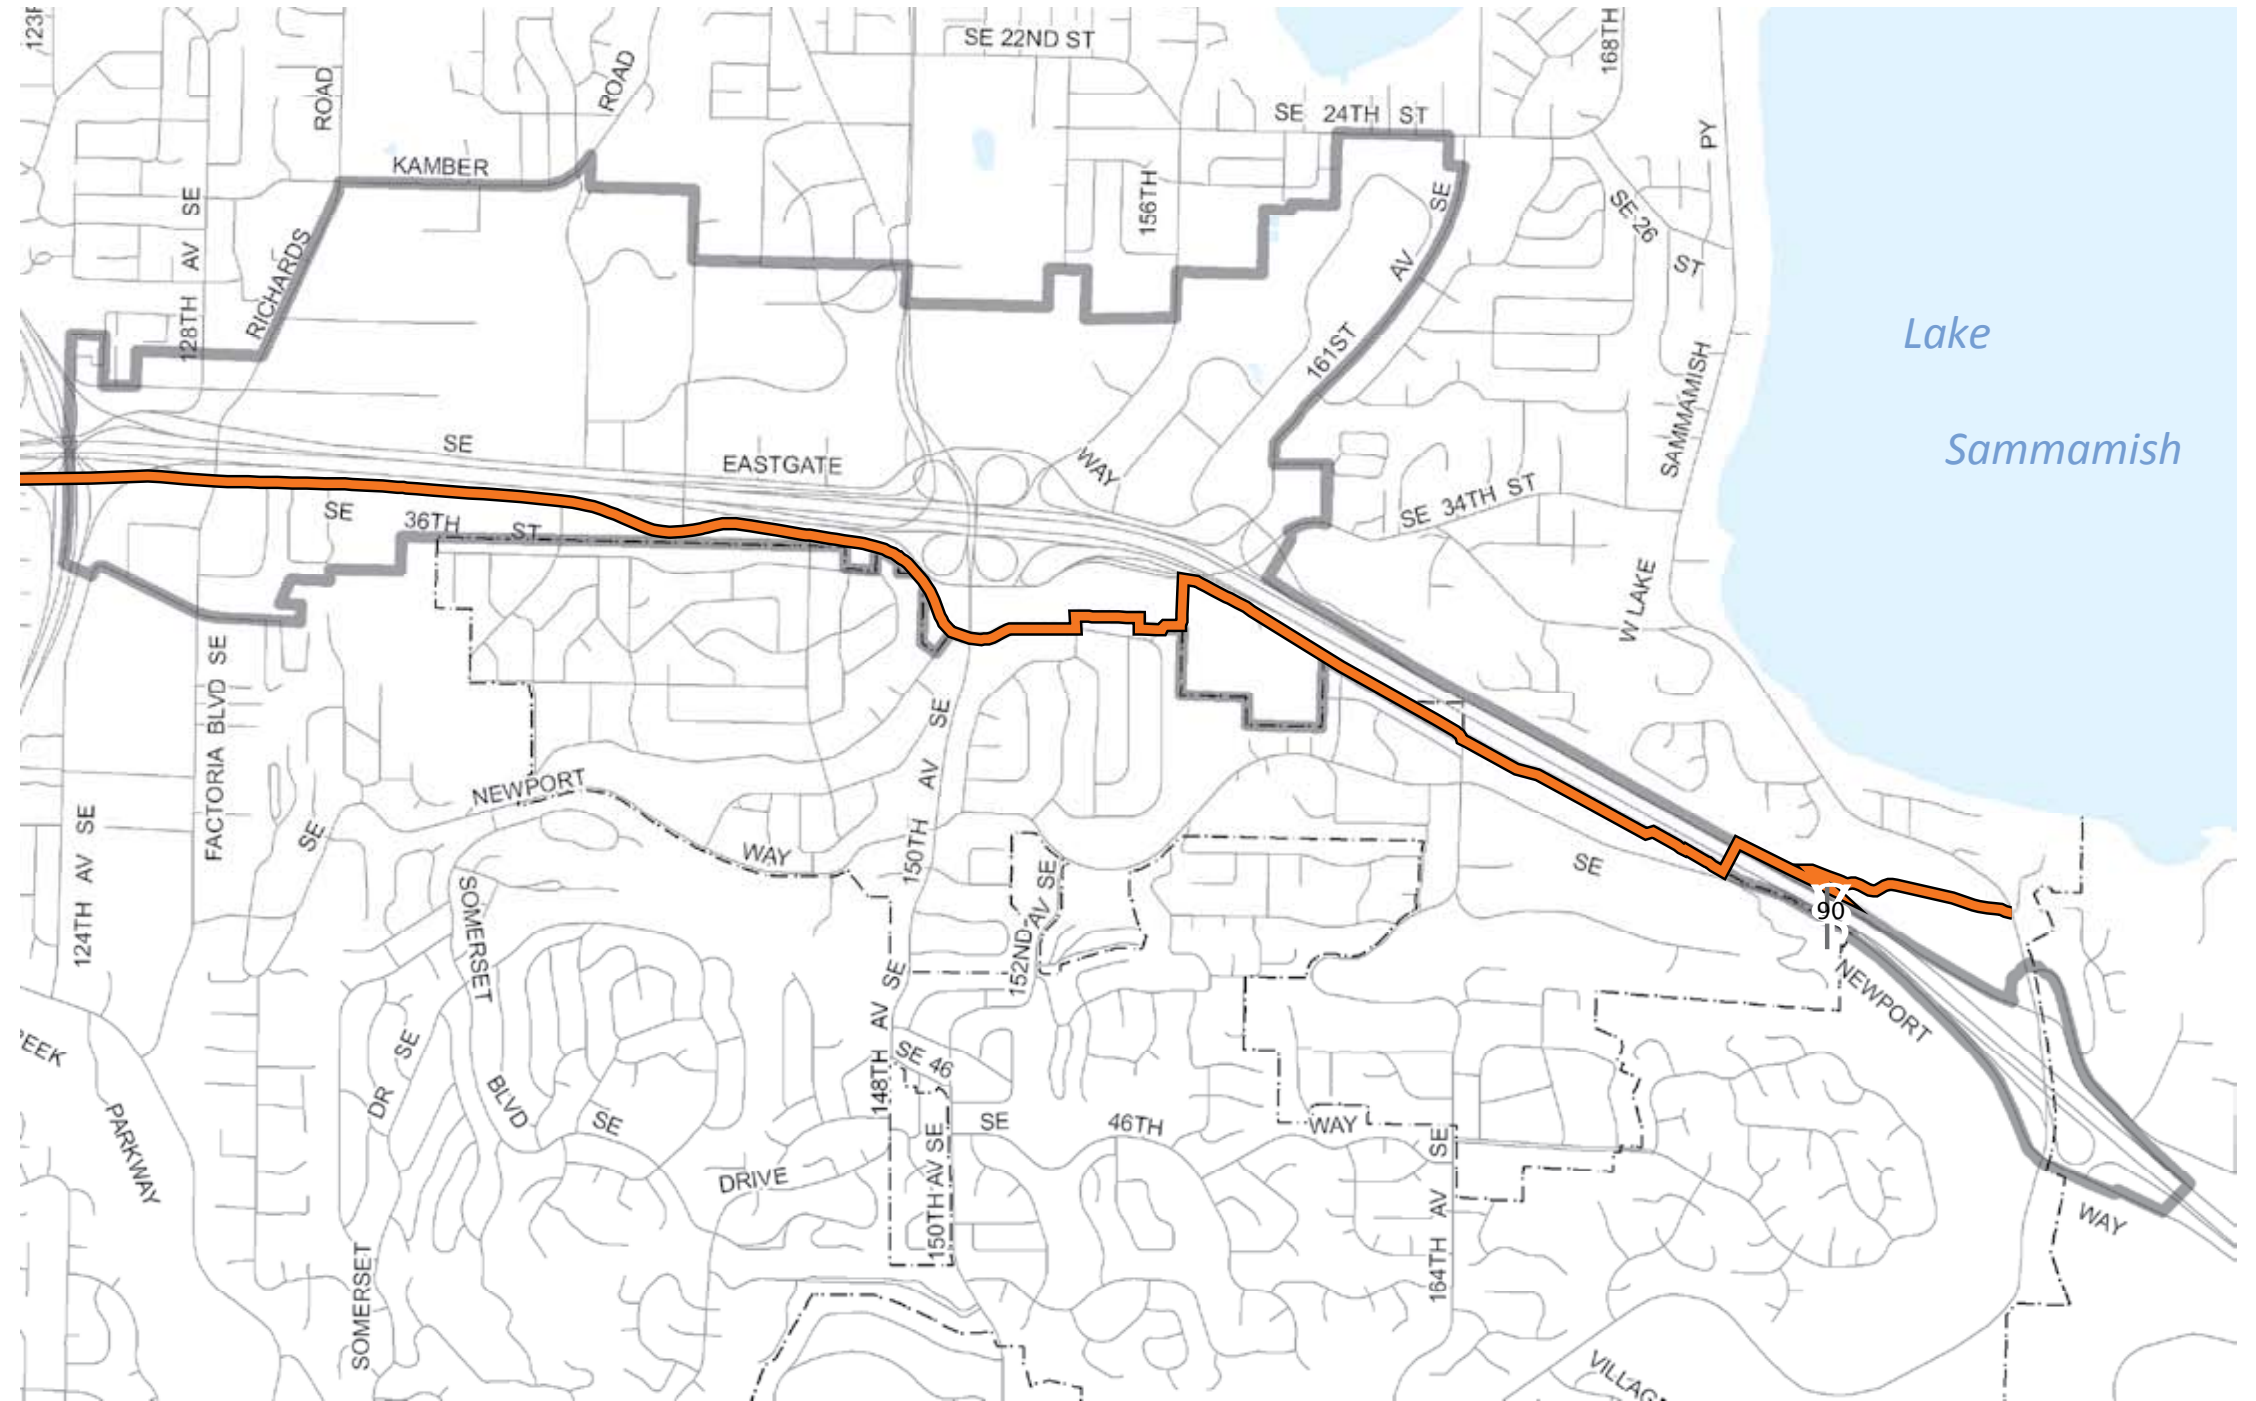 SE 22ND ST
168TH
ROAD
ROAD
SE 24TH ST
PY
KAMBER
128TH AV SE
156TH
161ST AV SE
SE 26
ST
RICHARDS
Lake
Sammamish
W LAKE SAMMAMISH
SE
EASTGATE
WAY
SE 34TH ST
SE 36TH ST
FACTORIA BLVD SE
150TH AV SE
NEWPORT
WAY
124TH AV SE
SE
SE
152ND AV SE
90
NEWPORT
SOMERSET
BLVD
SE
148TH AV SE
SE 46
EEK
PARKWAY
DR SE
SE 46TH
WAY
150TH AV SE
DRIVE
164TH AV SE
WAY
SOMERSET